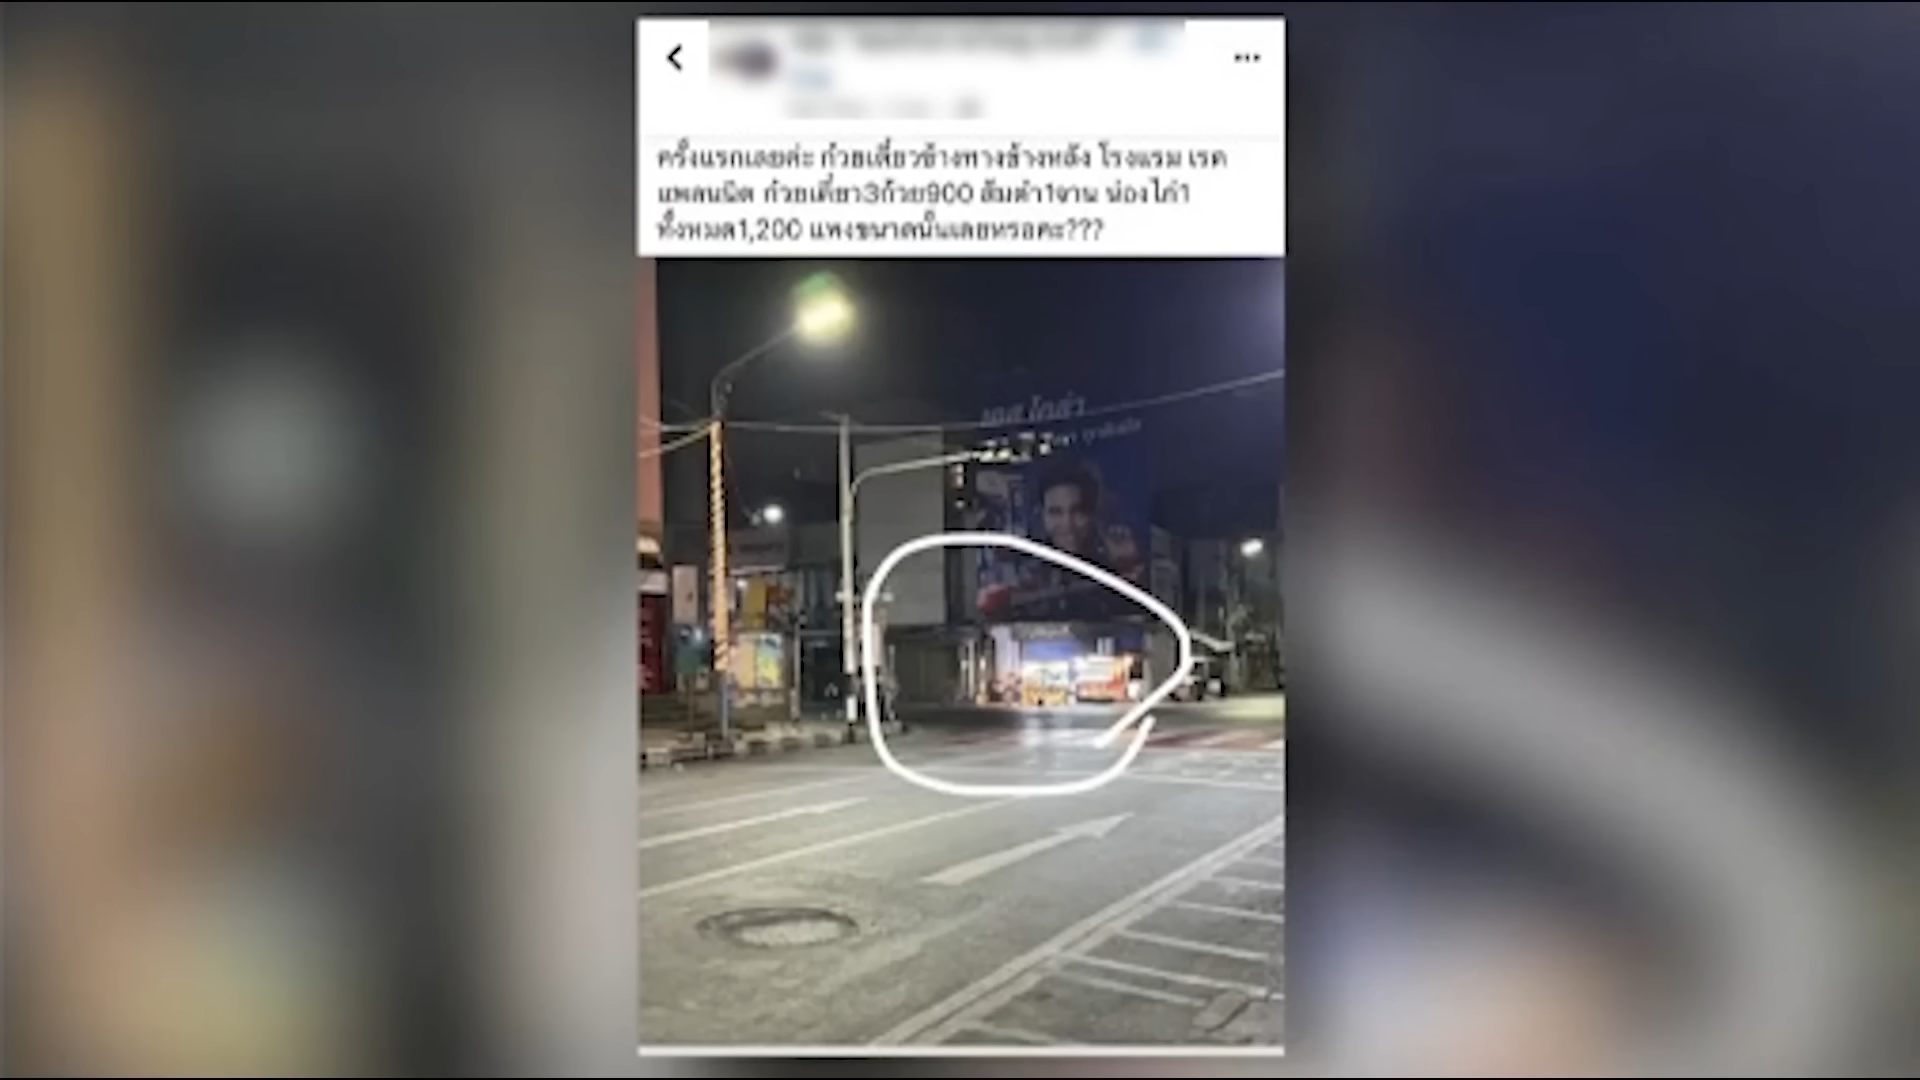 ครั้งแรกเลยค่ะ ก๋วยเตี๋ยวข้างทางข้างหลัง โรงแรม เรด
แพลนนิต ก๋วยเตี๋ยว3ถ้วย900 ส้มตำ1จาน น่องไก่1
ทั้งหมด1,200 แพงขนาดนั้นเลยหรอคะ???